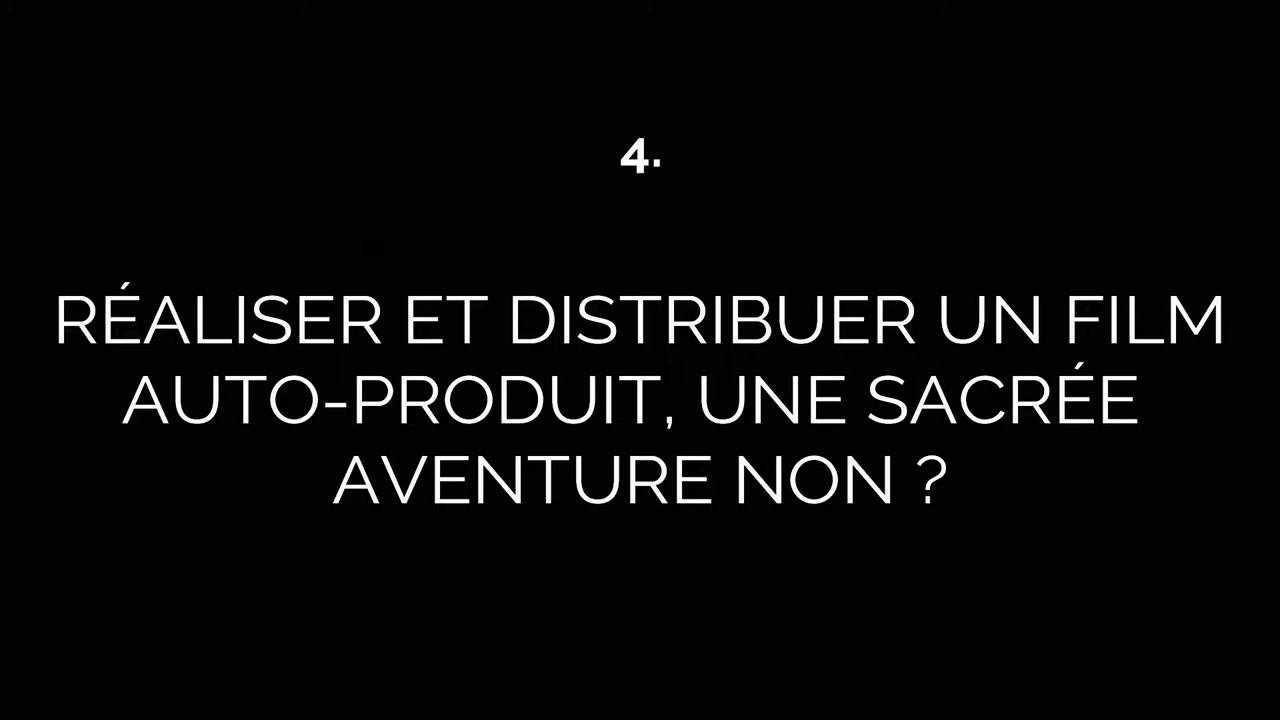 4.
RÉALISER ET DISTRIBUER UN FILM
AUTO-PRODUIT, UNE SACRÉE
AVENTURE NON ?